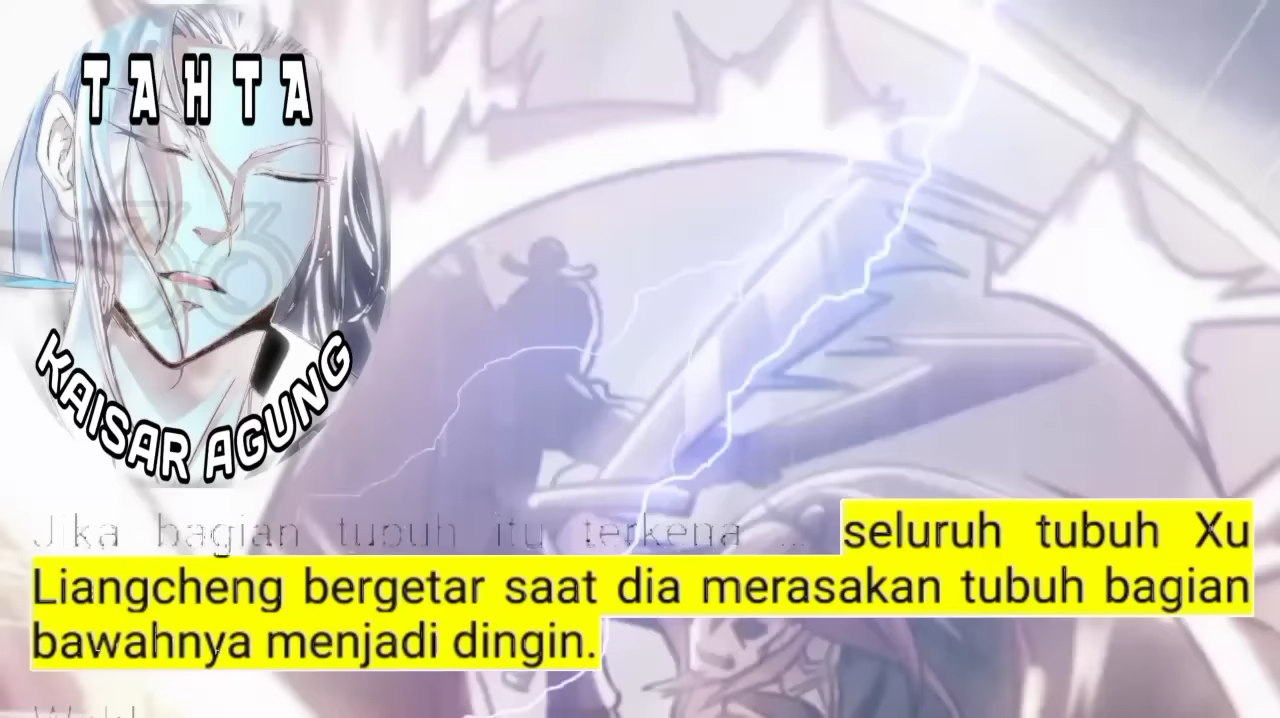 TAHTA
36
KAISAR AGUNG
Jika bagian tubuh itu terkena ... seluruh tubuh Xu
Liangcheng bergetar saat dia merasakan tubuh bagian
bawahnya menjadi dingin.